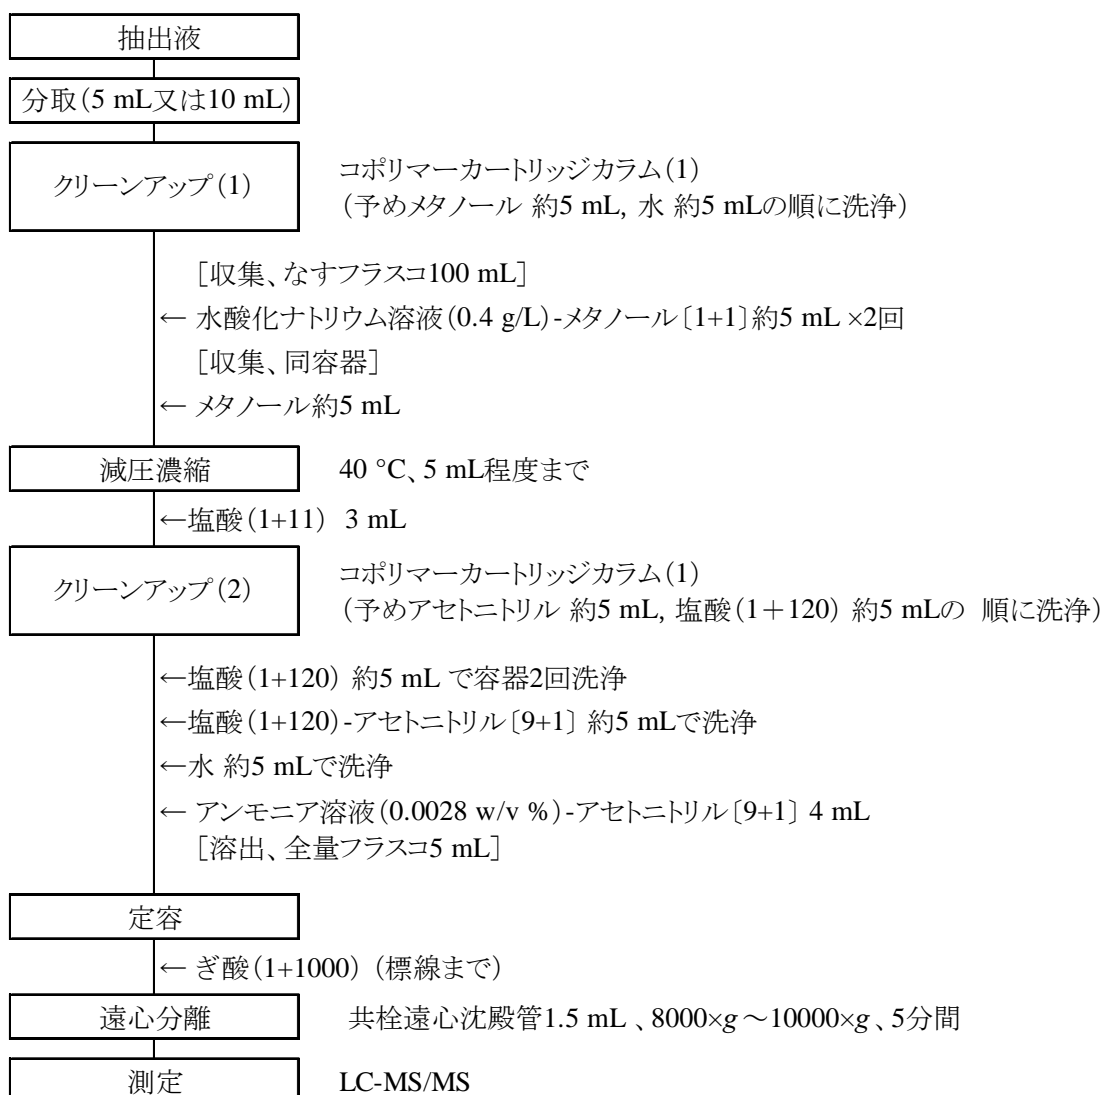 抽出液
分取(5 mL又は10 mL)
クリーンアップ(1)
コポリマーカートリッジカラム(1)
(予めメタノール 約5 mL, 水 約5 mLの順に洗浄)
[収集、なすフラスコ100 mL]
← 水酸化ナトリウム溶液(0.4 g/L)-メタノール〔1+1〕約5 mL ×2回
[収集、同容器]
← メタノール約5 mL
減圧濃縮
40 °C、5 mL程度まで
←塩酸(1+11) 3 mL
クリーンアップ(2)
コポリマーカートリッジカラム(1)
(予めアセトニトリル 約5 mL, 塩酸(1+120) 約5 mLの 順に洗浄)
←塩酸(1+120) 約5 mL で容器2回洗浄
←塩酸(1+120)-アセトニトリル〔9+1〕 約5 mLで洗浄
←水 約5 mLで洗浄
← アンモニア溶液(0.0028 w/v %)-アセトニトリル〔9+1〕 4 mL
[溶出、全量フラスコ5 mL]
定容
← ぎ酸(1+1000) (標線まで)
遠心分離
共栓遠心沈殿管1.5 mL 、8000×g~10000×g 、5分間
測定
LC-MS/MS